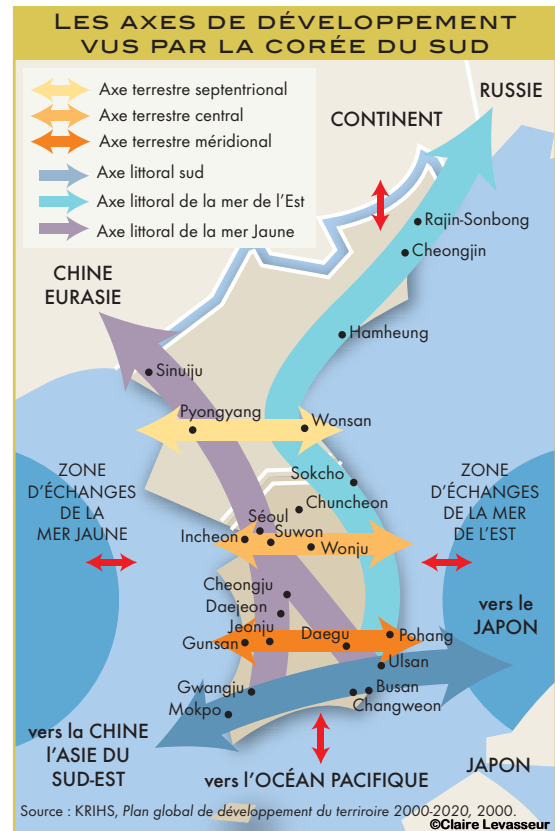 LES AXES DE DÉVELOPPEMENT
VUS PAR LA CORÉE DU SUD
Axe terrestre septentrional
Axe terrestre central
Axe terrestre méridional
Axe littoral sud
Axe littoral de la mer de l'Est
Axe littoral de la mer Jaune
RUSSIE
CONTINENT
Rajin-Sonbong
Cheongjin
CHINE
EURASIE
Hamheung
Sinuiju
Pyongyang
Wonsan
ZONE
D'ÉCHANGES
DE LA
MER JAUNE
Sokcho
Chuncheon
Séoul
Suwon
Incheon
Wonju
ZONE
D'ÉCHANGES
DE LA MER
DE L'EST
Cheongju
Daejeon
Jeonju
Gunsan
Daegu
Pohang
vers le
JAPON
Ulsan
Gwangju
Mokpo
Busan
Changweon
vers la CHINE
l'ASIE DU
SUD-EST
vers l'OCÉAN PACIFIQUE
JAPON
Source : KRIHS, Plan global de développement du terriroire 2000-2020, 2000.
©Claire Levasseur